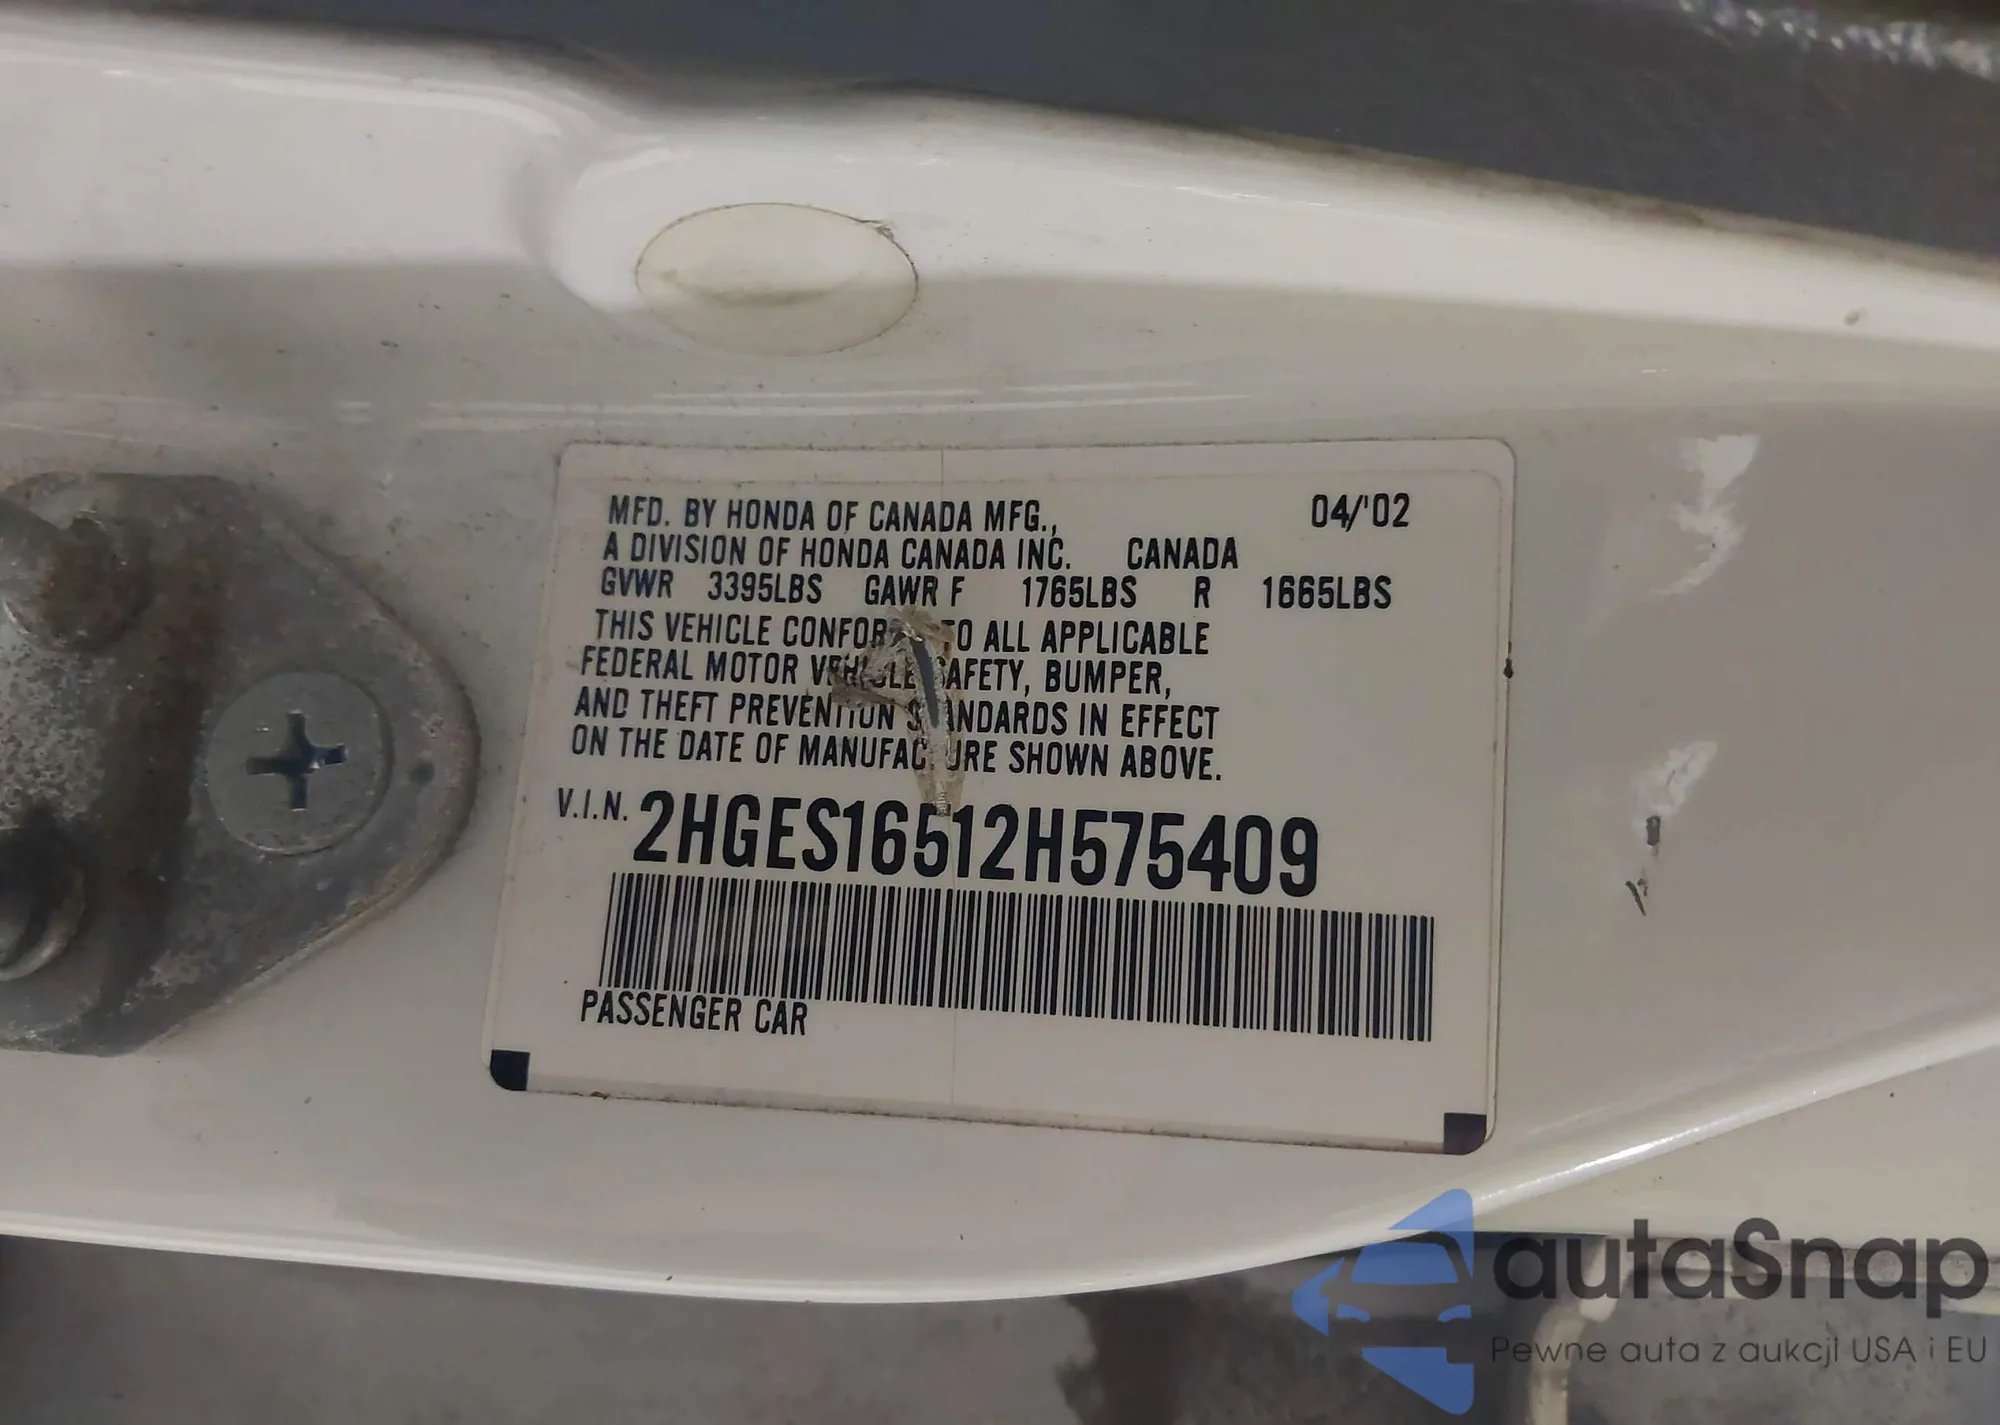 MFD. BY HONDA OF CANADA MFG., 04/'02
A DIVISION OF HONDA CANADA INC. CANADA
GVWR 3395LBS GAWR F 1765LBS R 1665LBS
THIS VEHICLE TO ALL APPLICABLE
FEDERAL MOTOR VEHICLE SAFETY, BUMPER,
AND THEFT PREVENTION STANDARDS IN EFFECT
ON THE DATE OF MANUFACTURE SHOWN ABOVE.
V.I.N. 2HGES16512H575409
PASSENGER CAR
autaSnap
Pewne auta z aukcji USA i EU